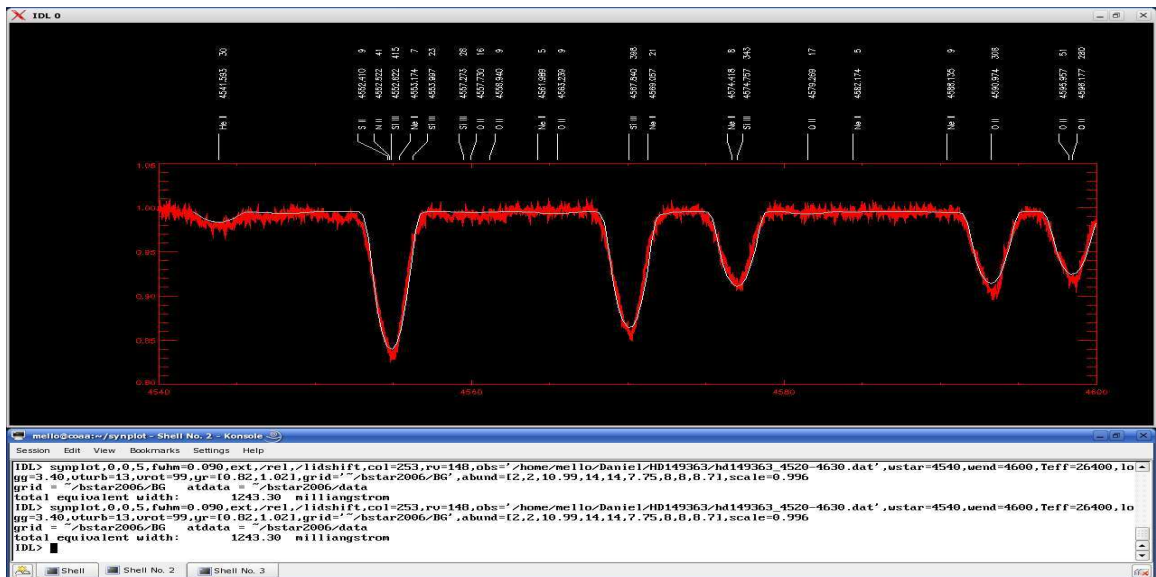 IDL 0
30
9
41
415
7
23
28
16
9
5
9
398
21
8
343
17
5
9
308
51
280
4541.593
4552.410
4552.522
4552.622
4553.174
4553.997
4557.273
4557.730
4558.940
4561.989
4563.239
4567.840
4569.057
4574.418
4574.757
4579.269
4582.174
4588.135
4590.974
4595.957
4596.177
He II
S II
N II
Si III
Ne I
Si III
Si III
O II
O II
Ne I
O II
Si III
Ne I
Ne I
Si III
O II
Ne I
Ne I
O II
O II
O II
1.05
1.00
0.95
0.90
0.85
0.80
4540 4560 4580 4600
mello@coaa:~/synplot - Shell No. 2 - Konsole
Session Edit View Bookmarks Settings Help
IDL> synplot,0,0,5,fwhm=0.090,ext,/rel,/lidshift,col=253,rv=148,obs='/home/mello/Daniel/HD149363/hd149363_4520-4630.dat',wstar=4540,wend=4600,Teff=26400,lo
gg=3.40,vturb=13,vrot=99,yr=[0.82,1.02],grid='~/bstar2006/BG',abund=[2,2,10.99,14,14,7.75,8,8,8.7],scale=0.996
grid = ~/bstar2006/BG atdata = ~/bstar2006/data
total equivalent width: 1243.30 milliangstrom
IDL> synplot,0,0,5,fwhm=0.090,ext,/rel,/lidshift,col=253,rv=148,obs='/home/mello/Daniel/HD149363/hd149363_4520-4630.dat',wstar=4540,wend=4600,Teff=26400,lo
gg=3.40,vturb=13,vrot=99,yr=[0.82,1.02],grid='~/bstar2006/BG',abund=[2,2,10.99,14,14,7.75,8,8,8.7],scale=0.996
grid = ~/bstar2006/BG atdata = ~/bstar2006/data
total equivalent width: 1243.30 milliangstrom
IDL>
Shell Shell No. 2 Shell No. 3